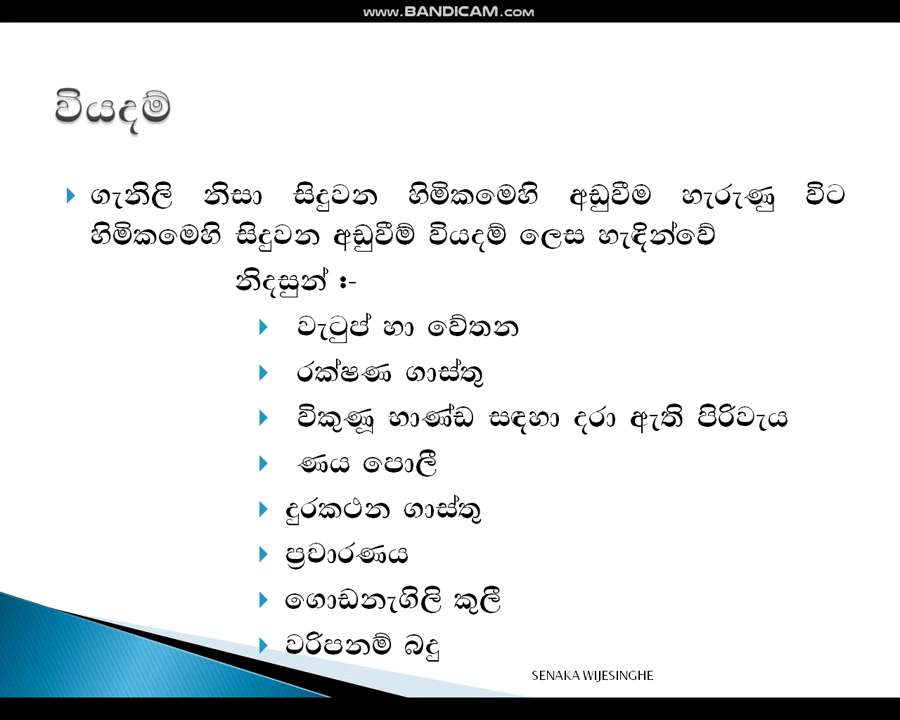 www.BANDICAM.com
වියදම්
ගැනිලි නිසා සිදුවන හිමිකමෙහි අඩුවීම හැරුණු විට
හිමිකමෙහි සිදුවන අඩුවීම් වියදම් ලෙස හැඳින්වේ
නිදසුන් :-
වැටුප් හා වේතන
රක්ෂණ ගාස්තු
විකුණූ භාණ්ඩ සඳහා දරා ඇති පිරිවැය
ණය පොලී
දුරකථන ගාස්තු
ප්‍රචාරණය
ගොඩනැගිලි කුලී
වරිපනම් බදු
SENAKA WIJESINGHE